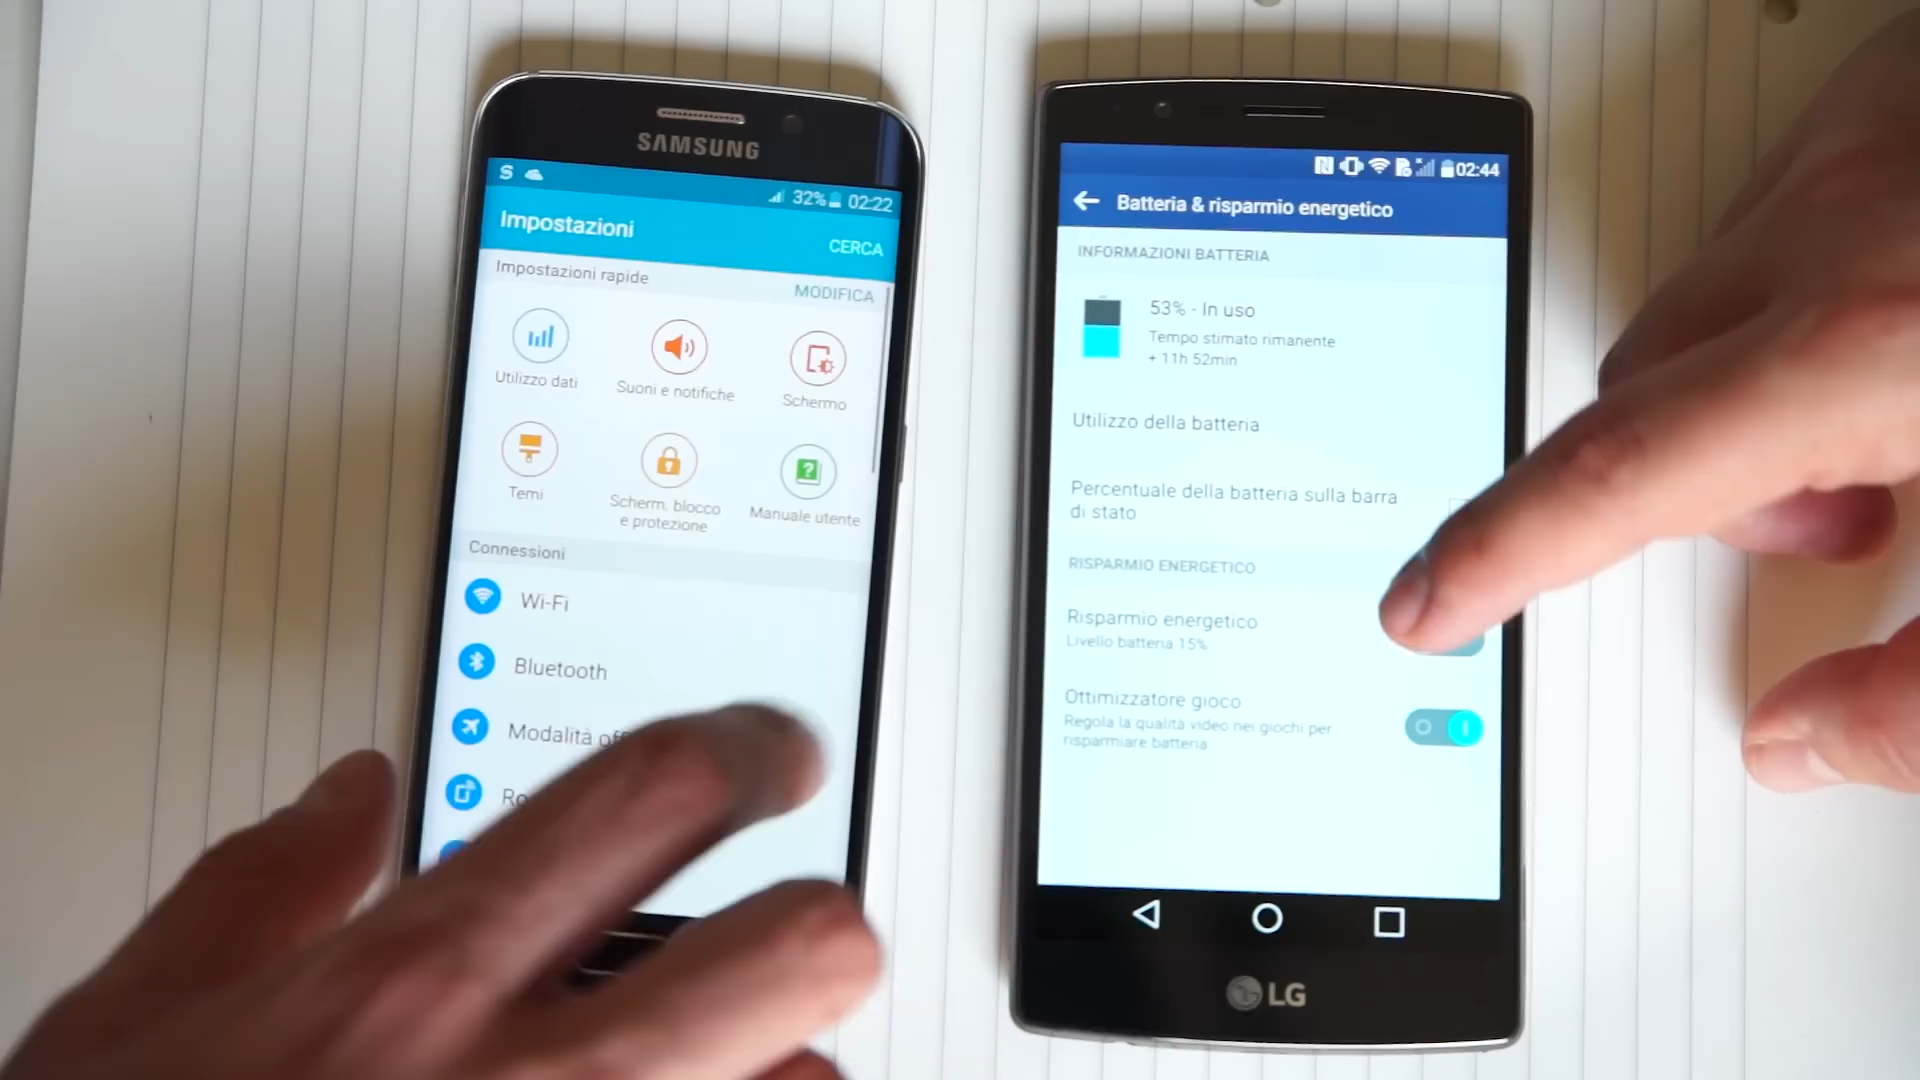 SAMSUNG
S
32% 02:22
Impostazioni
CERCA
Impostazioni rapide
MODIFICA
Utilizzo dati
Suoni e notifiche
Schermo
Temi
Scherm. blocco
e protezione
Manuale utente
Connessioni
Wi-Fi
Bluetooth
Modalità
02:44
Batteria & risparmio energetico
INFORMAZIONI BATTERIA
53% - In uso
Tempo stimato rimanente
+ 11h 52min
Utilizzo della batteria
Percentuale della batteria sulla barra
di stato
RISPARMIO ENERGETICO
Risparmio energetico
Livello batteria 15%
Ottimizzatore gioco
Regola la qualità video nei giochi per
risparmiare batteria
LG